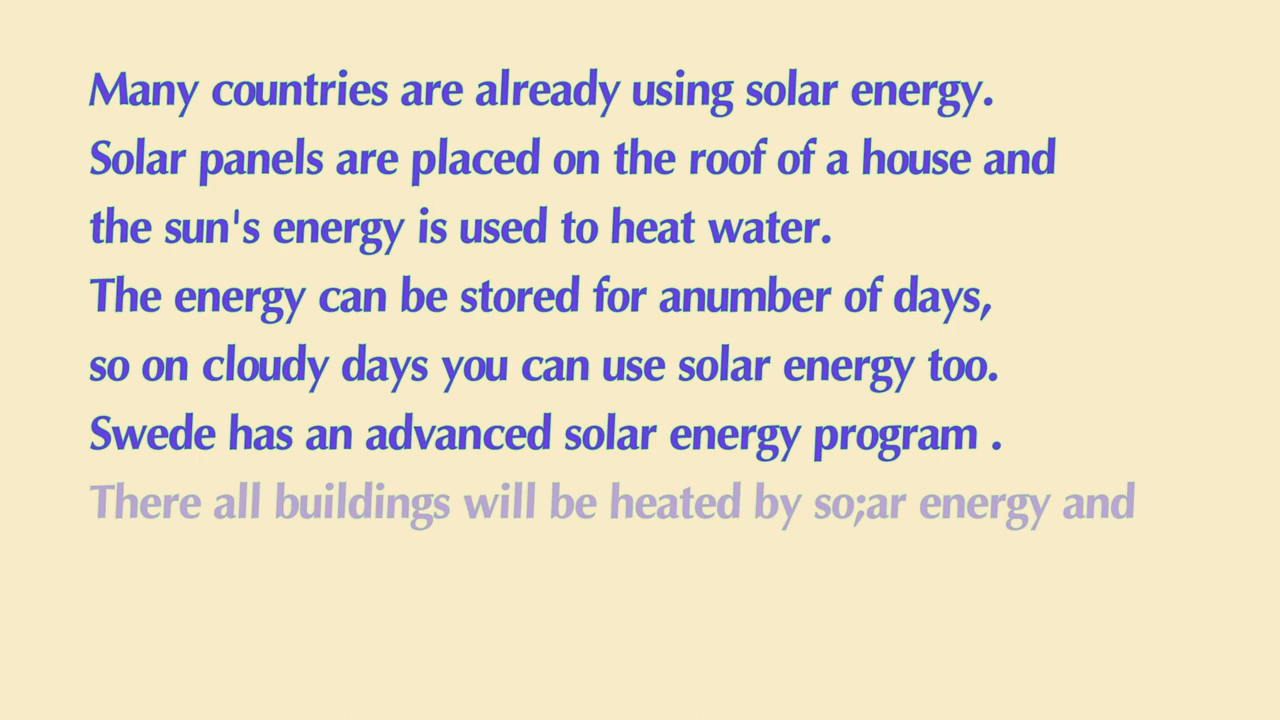 Many countries are already using solar energy.
Solar panels are placed on the roof of a house and
the sun's energy is used to heat water.
The energy can be stored for anumber of days,
so on cloudy days you can use solar energy too.
Swede has an advanced solar energy program .
There all buildings will be heated by so;ar energy and